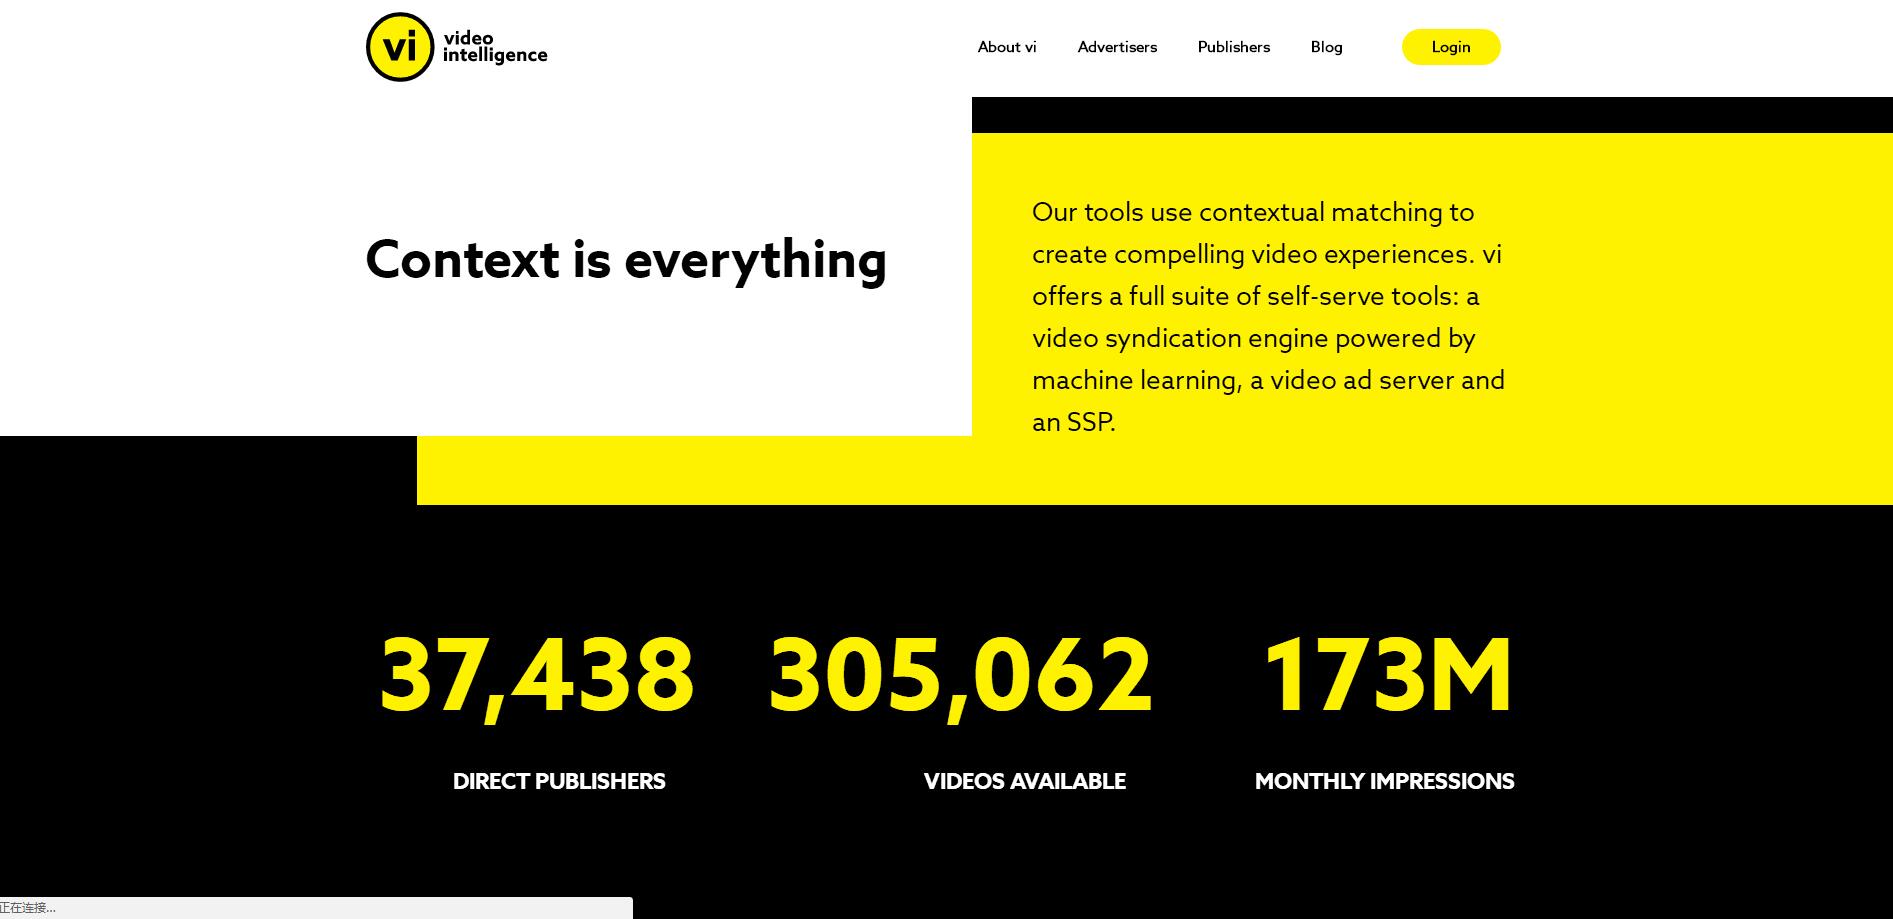 vi video
intelligence
About vi Advertisers Publishers Blog Login
Context is everything
Our tools use contextual matching to
create compelling video experiences. vi
offers a full suite of self-serve tools: a
video syndication engine powered by
machine learning, a video ad server and
an SSP.
37,438 305,062 173M
DIRECT PUBLISHERS VIDEOS AVAILABLE MONTHLY IMPRESSIONS
正在连接...